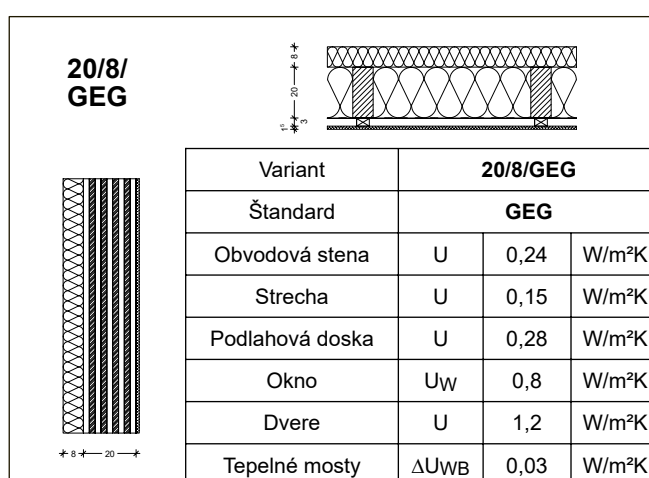 20/8/
GEG
8
20
3
1⁵
Variant 20/8/GEG
Štandard GEG
Obvodová stena U 0,24 W/m²K
Strecha U 0,15 W/m²K
Podlahová doska U 0,28 W/m²K
Okno UW 0,8 W/m²K
Dvere U 1,2 W/m²K
Tepelné mosty ΔUWB 0,03 W/m²K
8 20